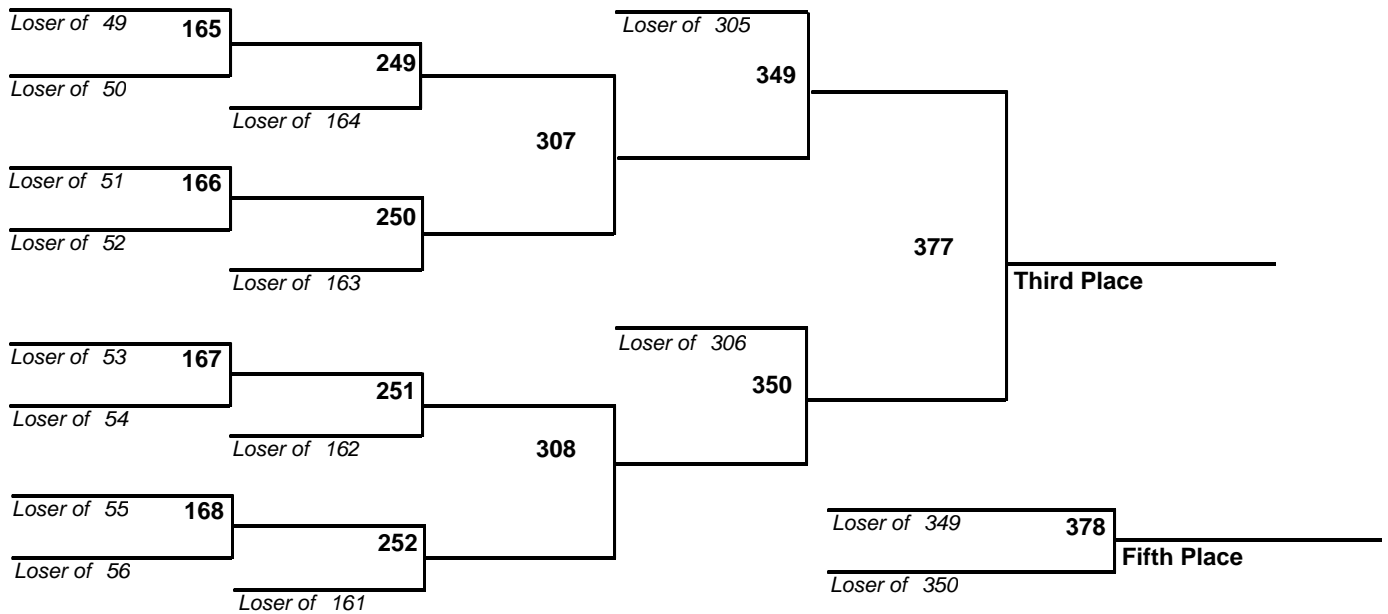 Loser of 49
165
Loser of 50
249
Loser of 164
307
Loser of 51
166
Loser of 52
250
Loser of 163
Loser of 305
349
377
Third Place
Loser of 53
167
Loser of 54
251
Loser of 162
308
Loser of 55
168
Loser of 56
252
Loser of 161
Loser of 306
350
Loser of 349
378
Loser of 350
Fifth Place